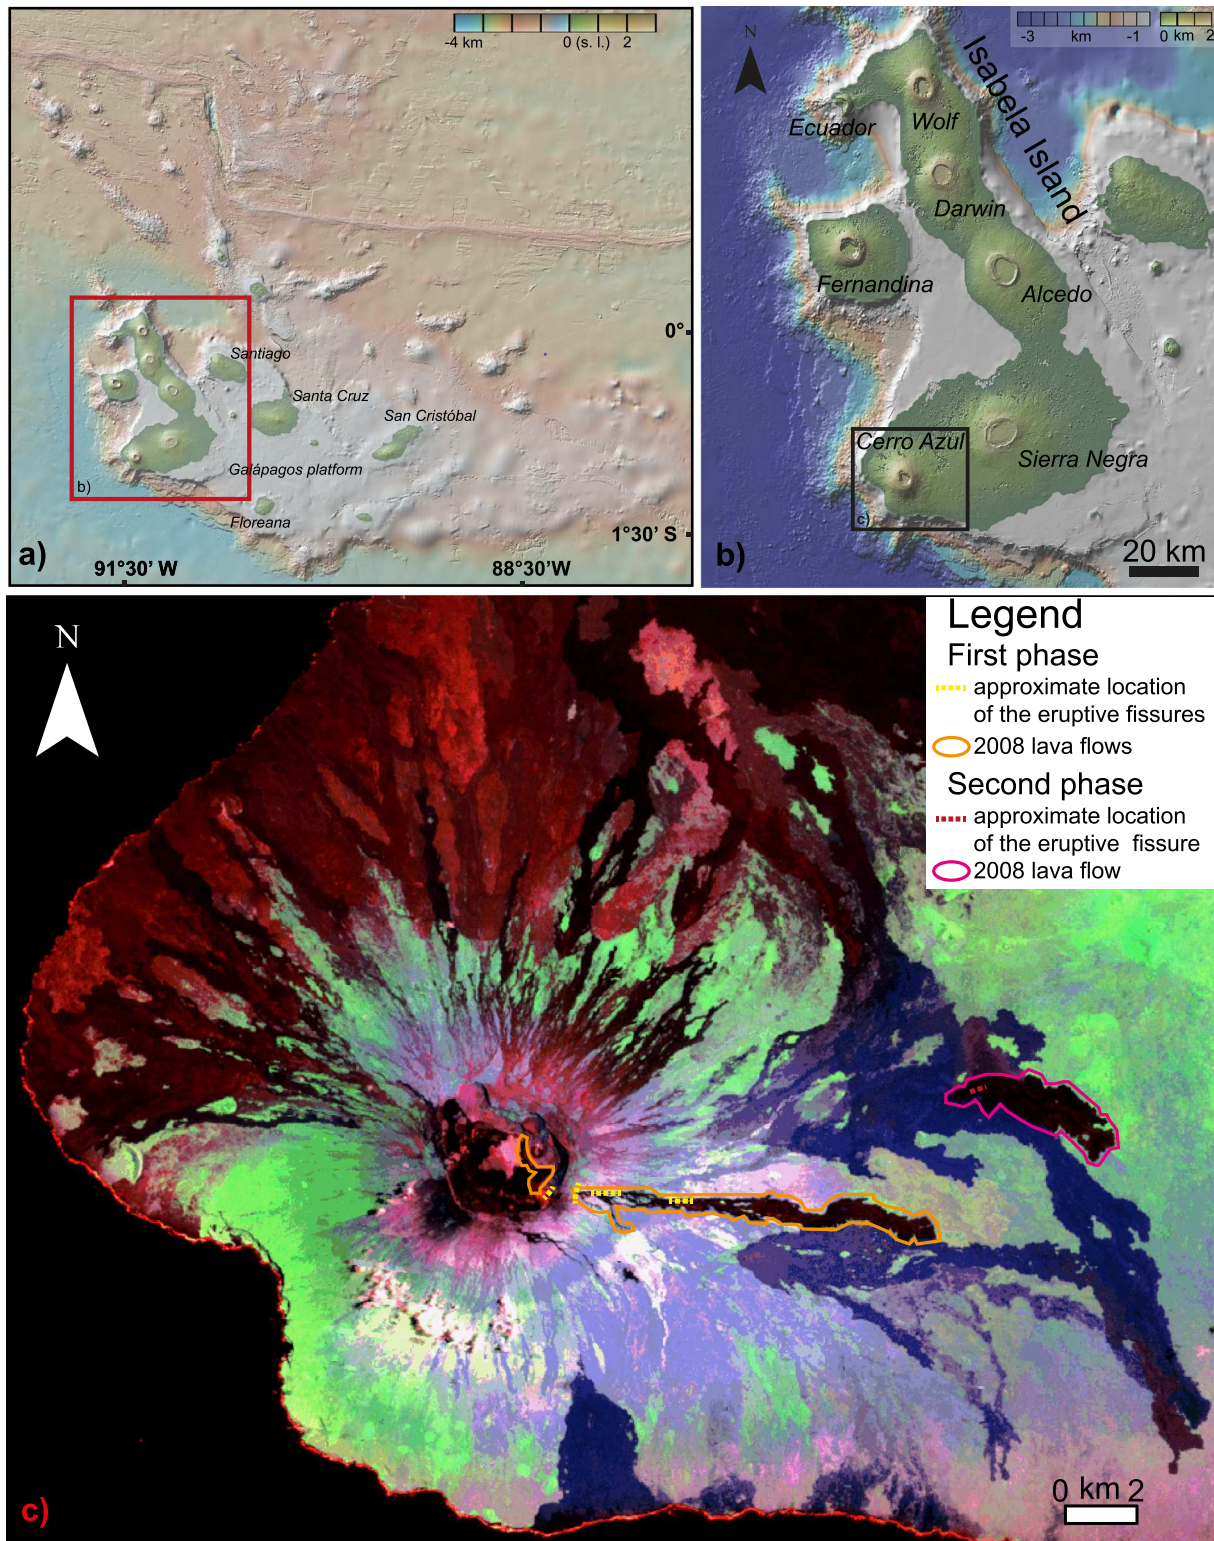 -4 km 0 (s. l.) 2
0°
Santiago
Santa Cruz
San Cristóbal
Galápagos platform
b)
Floreana
1°30’ S
a)
91°30’ W 88°30’W
-3 km -1 0 km 2
N
Isabela Island
Ecuador
Wolf
Darwin
Fernandina
Alcedo
Cerro Azul
Sierra Negra
c)
b)
20 km
N
Legend
First phase
approximate location
of the eruptive fissures
2008 lava flows
Second phase
approximate location
of the eruptive fissure
2008 lava flow
0 km 2
c)